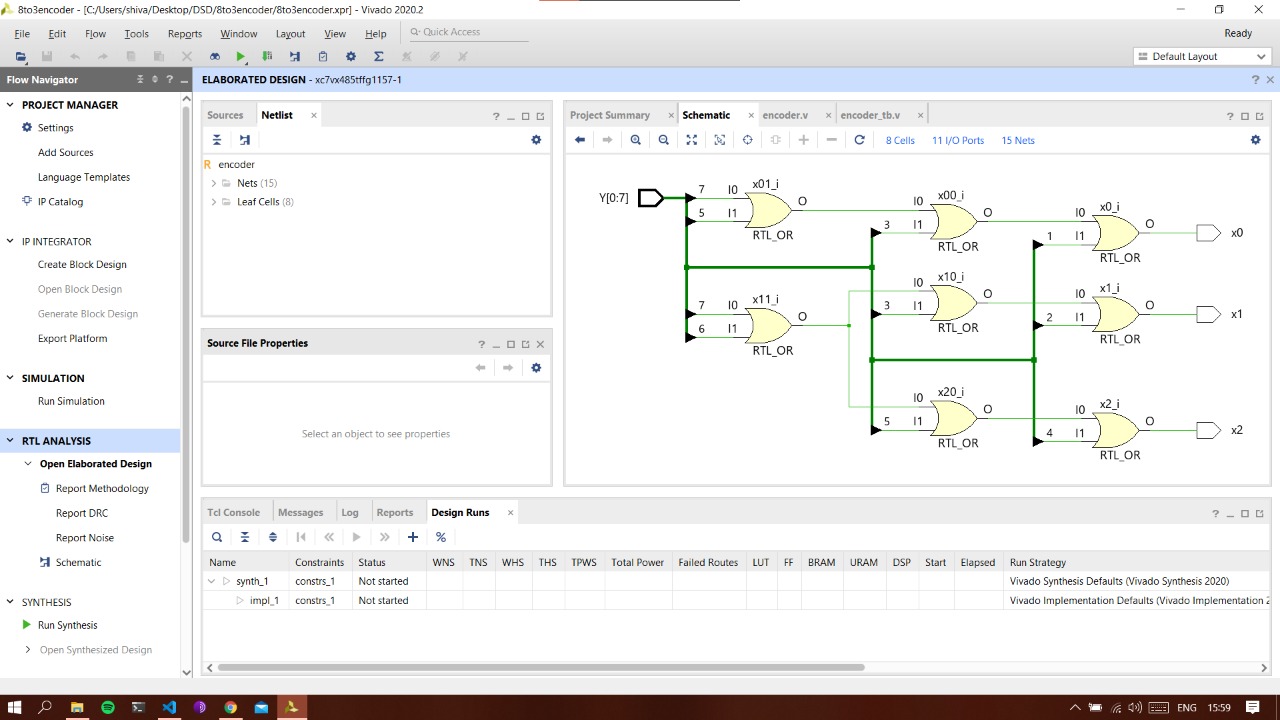 8to3encoder - [C:/Users/shiva/Desktop/DSD/8to3encoder/8to3encoder.xpr] - Vivado 2020.2
File Edit Flow Tools Reports Window Layout View Help Quick Access Ready
Default Layout
Flow Navigator
PROJECT MANAGER
Settings
Add Sources
Language Templates
IP Catalog
IP INTEGRATOR
Create Block Design
Open Block Design
Generate Block Design
Export Platform
SIMULATION
Run Simulation
RTL ANALYSIS
Open Elaborated Design
Report Methodology
Report DRC
Report Noise
Schematic
SYNTHESIS
Run Synthesis
Open Synthesized Design
ELABORATED DESIGN - xc7vx485tffg1157-1
Sources Netlist
R encoder
Nets (15)
Leaf Cells (8)
Source File Properties
Select an object to see properties
Project Summary Schematic encoder.v encoder_tb.v
8 Cells 11 I/O Ports 15 Nets
Y[0:7]
7 I0 x01_i O
5 I1
RTL_OR
I0 x00_i O
3 I1
RTL_OR
I0 x0_i O x0
1 I1
RTL_OR
7 I0 x11_i O
6 I1
RTL_OR
I0 x10_i O
3 I1
RTL_OR
I0 x1_i O x1
2 I1
RTL_OR
I0 x20_i O
5 I1
RTL_OR
I0 x2_i O x2
4 I1
RTL_OR
Tcl Console Messages Log Reports Design Runs
Name Constraints Status WNS TNS WHS THS TPWS Total Power Failed Routes LUT FF BRAM URAM DSP Start Elapsed Run Strategy
synth_1 constrs_1 Not started Vivado Synthesis Defaults (Vivado Synthesis 2020)
impl_1 constrs_1 Not started Vivado Implementation Defaults (Vivado Implementation 2
ENG 15:59